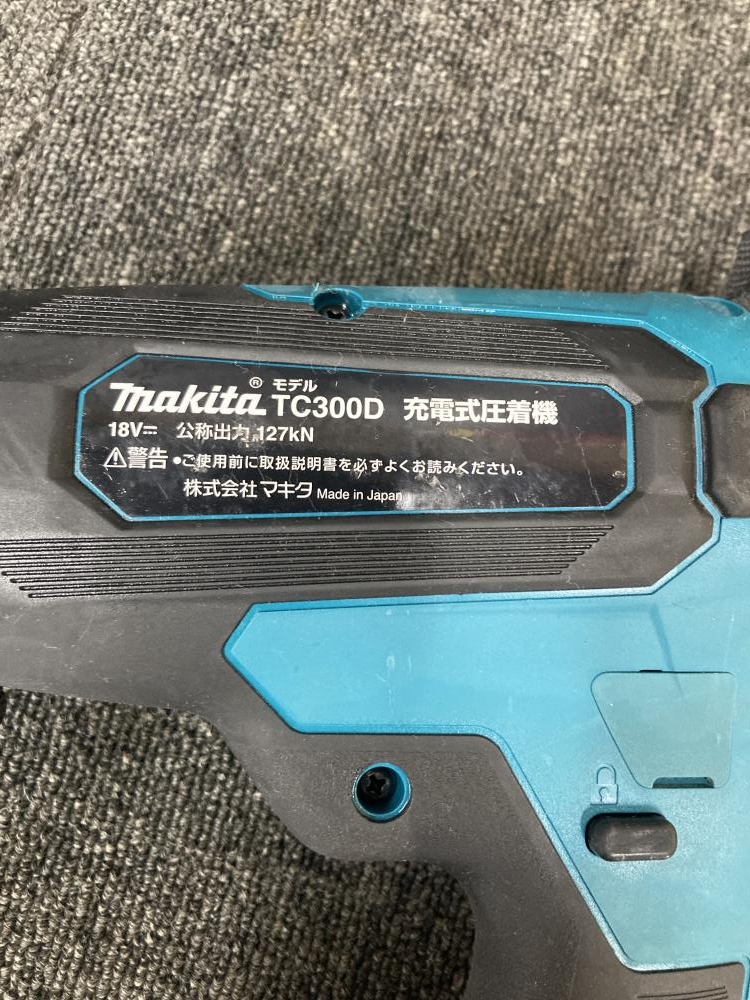 makita® モデル TC300D 充電式圧着機
18V⎓ 公称出力 127kN
⚠警告 •ご使用前に取扱説明書を必ずよくお読みください。
株式会社マキタ Made in Japan